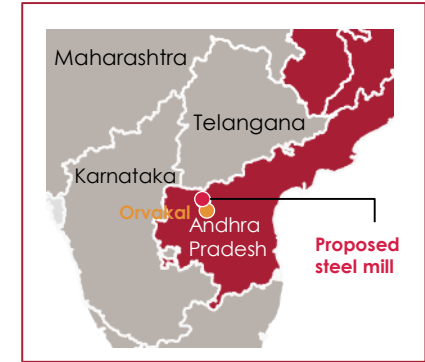 Maharashtra
Telangana
Karnataka
Orvakal
Andhra
Pradesh
Proposed
steel mill